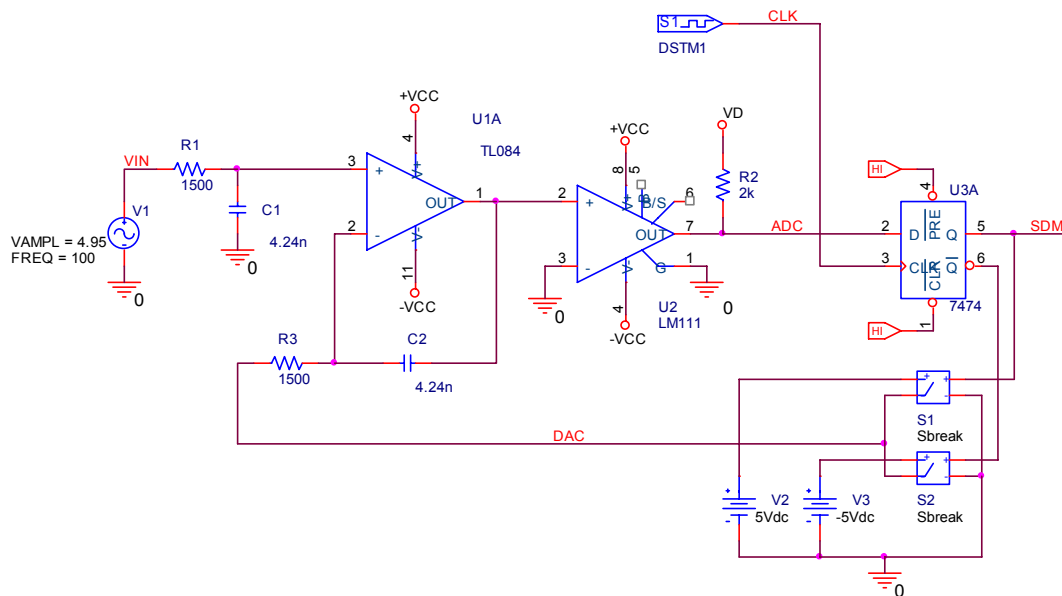 S1
CLK
DSTM1
+VCC
4
U1A
TL084
VIN
R1
1500
3
+
V+
OUT
1
2
-
V-
11
-VCC
C1
4.24n
0
V1
VAMPL = 4.95
FREQ = 100
0
R3
1500
C2
4.24n
+VCC
8
5
V+
B
B/S
6
2
+
OUT
7
3
-
V-
G
1
0
0
4
-VCC
U2
LM111
VD
R2
2k
ADC
HI
4
U3A
2
D
PRE
Q
5
SDM
3
CLK
CLR
Q
6
1
7474
HI
DAC
+
+
-
-
S1
Sbreak
+
+
-
-
S2
Sbreak
+
-
V2
5Vdc
+
-
V3
-5Vdc
0